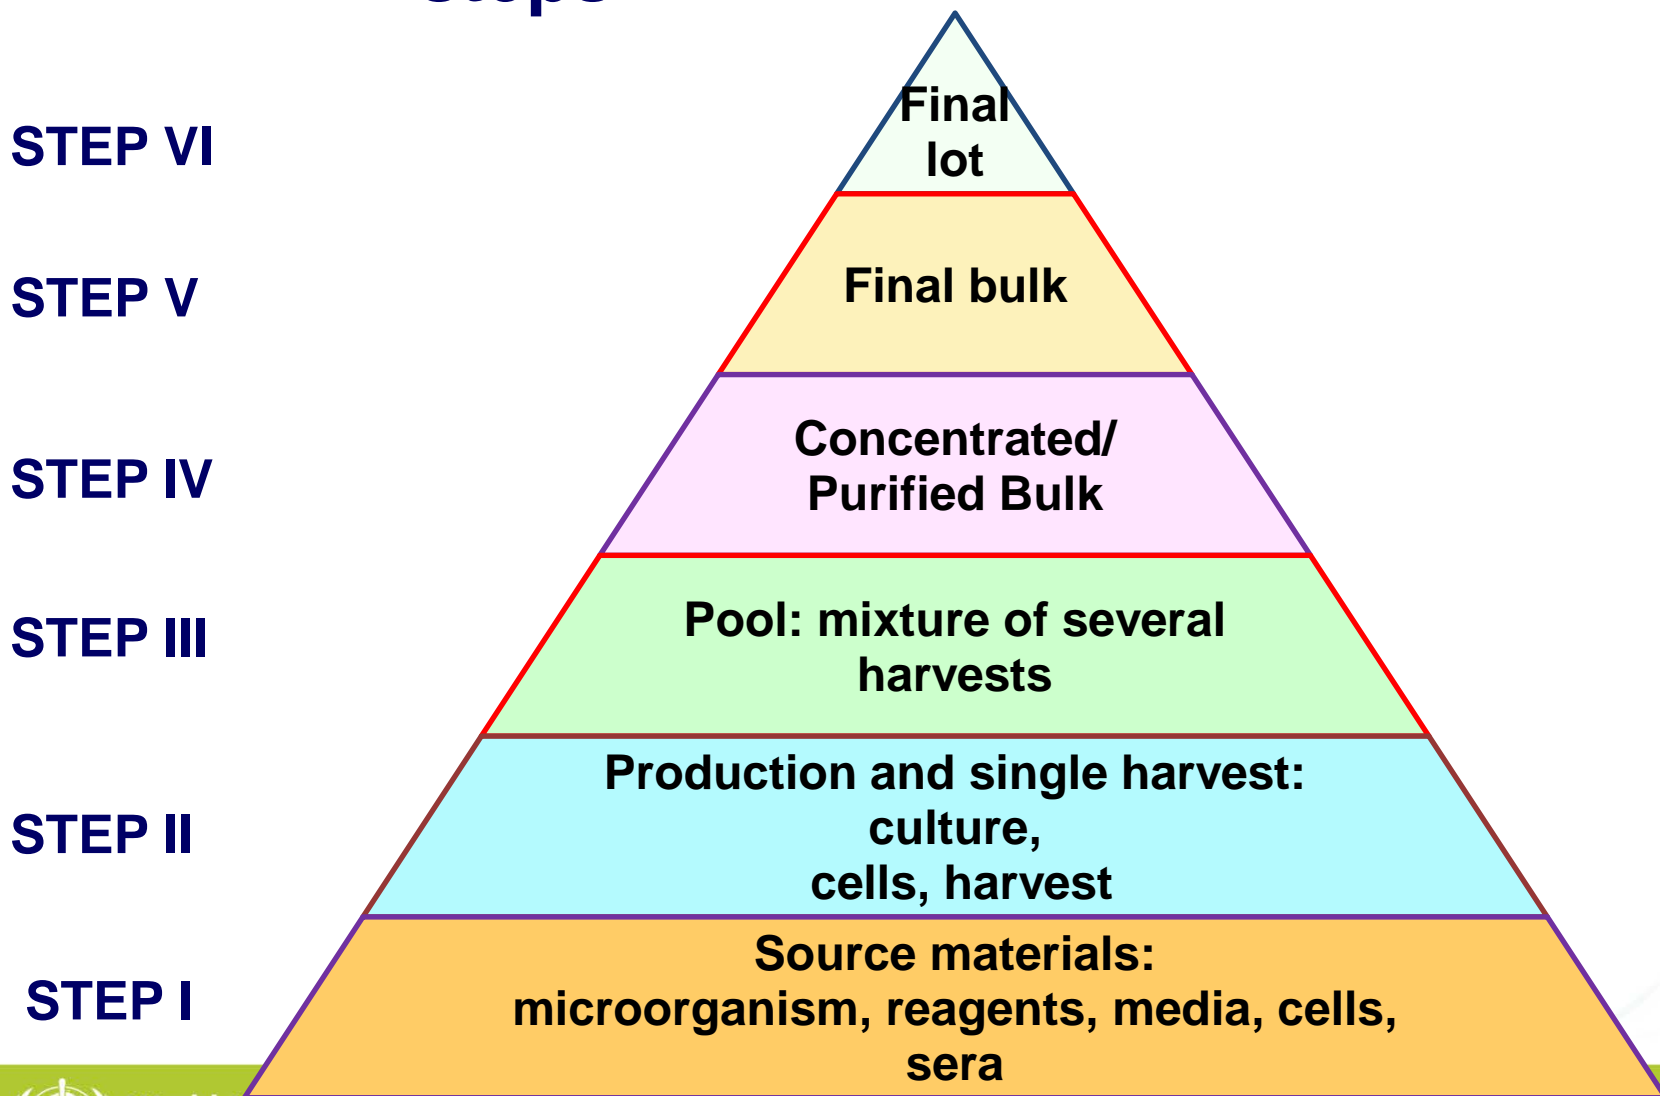 STEP VI
Final
lot
STEP V
Final bulk
STEP IV
Concentrated/
Purified Bulk
STEP III
Pool: mixture of several
harvests
STEP II
Production and single harvest:
culture,
cells, harvest
STEP I
Source materials:
microorganism, reagents, media, cells,
sera